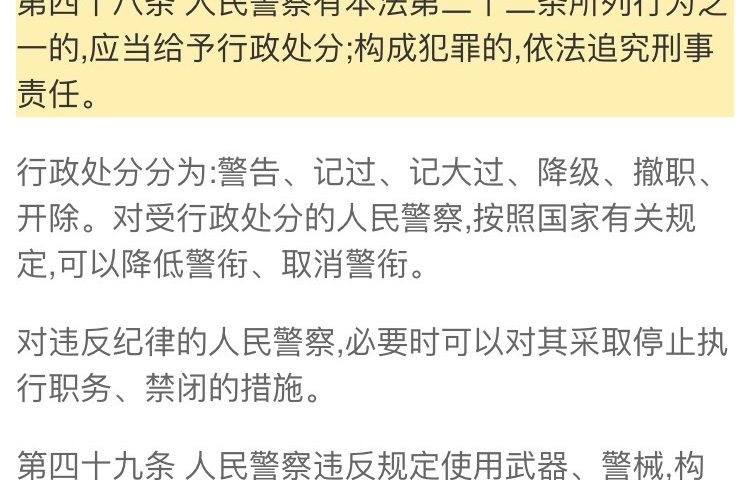 第四十八条 人民警察有本法第二十二条所列行为之
一的,应当给予行政处分;构成犯罪的,依法追究刑事
责任。
行政处分分为:警告、记过、记大过、降级、撤职、
开除。对受行政处分的人民警察,按照国家有关规
定,可以降低警衔、取消警衔。
对违反纪律的人民警察,必要时可以对其采取停止执
行职务、禁闭的措施。
第四十九条 人民警察违反规定使用武器、警械,构